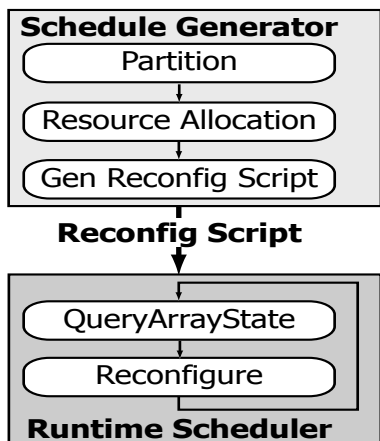 Schedule Generator
Partition
Resource Allocation
Gen Reconfig Script
Reconfig Script
QueryArrayState
Reconfigure
Runtime Scheduler